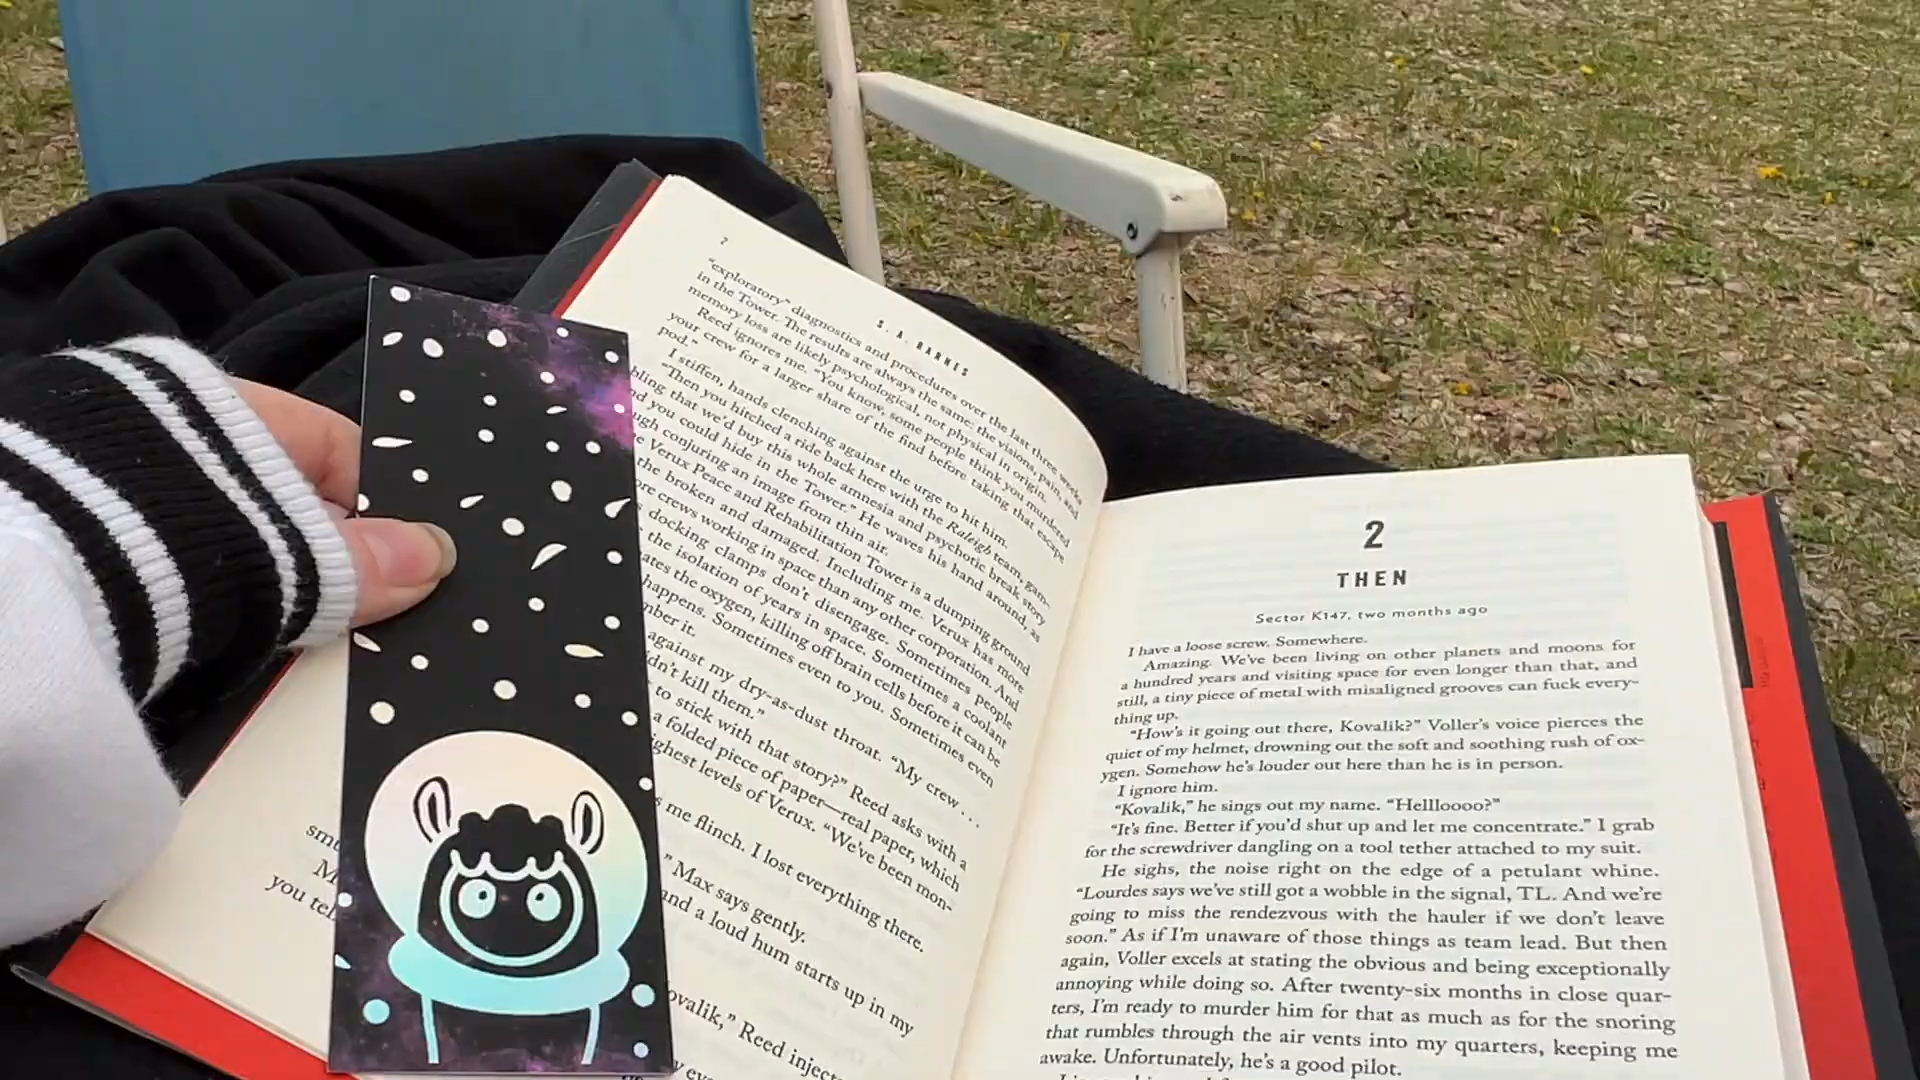 2
S. A. BARNES
“exploratory” diagnostics and procedures over the last three weeks
in the Tower. The results are always the same: the visions, pain, and
memory loss are likely psychological, not physical in origin.
Reed ignores me. “You know, some people think you murdered
your crew for a larger share of the find before taking that escape
pod.”
I stiffen, hands clenching against the urge to hit him.
“Then you hitched a ride back here with the Raleigh team, gam-
bling that we’d buy this whole amnesia and psychotic break story
you could hide in the Tower.” He waves his hand around, as
conjuring an image from thin air.
Verux Peace and Rehabilitation Tower is a dumping ground
the broken and damaged. Including me. Verux has more
crews working in space than any other corporation. And
docking clamps don’t disengage. Sometimes people
the isolation of years in space. Sometimes a coolant
the oxygen, killing off brain cells before it can be
happens. Sometimes even to you. Sometimes even
it.
against my dry-as-dust throat. “My crew . . .
kill them.”
to stick with that story?” Reed asks with a
a folded piece of paper—real paper, which
levels of Verux. “We’ve been mon-
me flinch. I lost everything there.
” Max says gently.
and a loud hum starts up in my
you
” Reed
2
THEN
Sector K147, two months ago
I have a loose screw. Somewhere.
Amazing. We’ve been living on other planets and moons for
a hundred years and visiting space for even longer than that, and
still, a tiny piece of metal with misaligned grooves can fuck every-
thing up.
“How’s it going out there, Kovalik?” Voller’s voice pierces the
quiet of my helmet, drowning out the soft and soothing rush of ox-
ygen. Somehow he’s louder out here than he is in person.
I ignore him.
“Kovalik,” he sings out my name. “Hellloooo?”
“It’s fine. Better if you’d shut up and let me concentrate.” I grab
for the screwdriver dangling on a tool tether attached to my suit.
He sighs, the noise right on the edge of a petulant whine.
“Lourdes says we’ve still got a wobble in the signal, TL. And we’re
going to miss the rendezvous with the hauler if we don’t leave
soon.” As if I’m unaware of those things as team lead. But then
again, Voller excels at stating the obvious and being exceptionally
annoying while doing so. After twenty-six months in close quar-
ters, I’m ready to murder him for that as much as for the snoring
that rumbles through the air vents into my quarters, keeping me
awake. Unfortunately, he’s a good pilot.